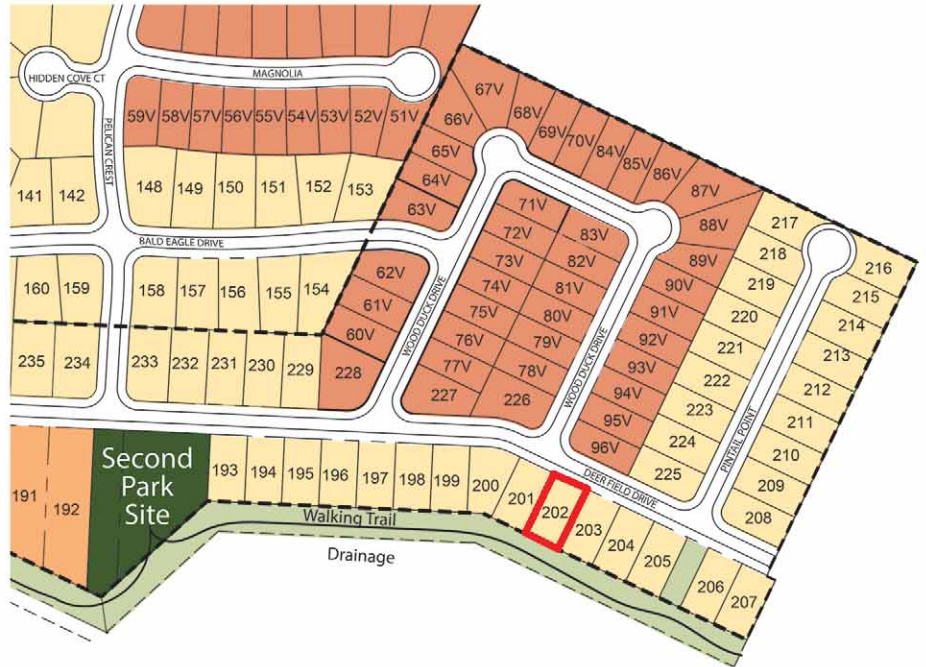 HIDDEN COVE CT
MAGNOLIA
PELICAN CREST
59V 58V 57V 56V 55V 54V 53V 52V 51V
67V
66V
68V
69V
70V
84V
85V
86V
87V
88V
65V
64V
63V
141 142
148 149 150 151 152 153
BALD EAGLE DRIVE
71V
72V
73V
74V
75V
76V
77V
227
83V
82V
81V
80V
79V
78V
226
89V
90V
91V
92V
93V
94V
95V
96V
217
218
219
220
221
222
223
224
225
216
215
214
213
212
211
210
209
208
62V
61V
60V
228
WOOD DUCK DRIVE
WOOD DUCK DRIVE
PINTAIL POINT
160 159
158 157 156 155 154
235 234
233 232 231 230 229
DEER FIELD DRIVE
191 192
Second
Park
Site
193 194 195 196 197 198 199 200 201 202 203 204 205 206 207
Walking Trail
Drainage